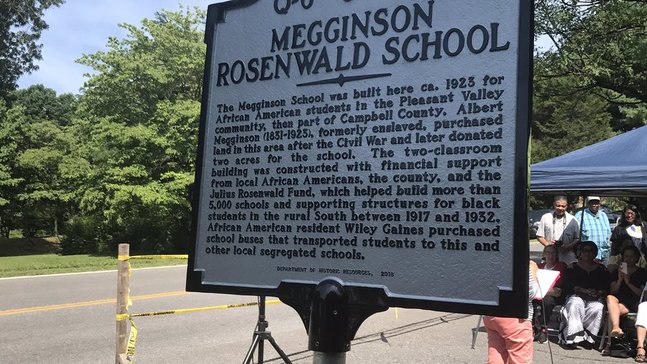 MEGGINSON
ROSENWALD SCHOOL
The Megginson School was built here ca. 1923 for
African American students in the Pleasant Valley
community, then part of Campbell County. Albert
Megginson (1831-1923), formerly enslaved, purchased
land in this area after the Civil War and later donated
two acres for the school. The two-classroom
building was constructed with financial support
from local African Americans, the county, and the
Julius Rosenwald Fund, which helped build more than
5,000 schools and supporting structures for black
students in the rural South between 1917 and 1932.
African American resident Wiley Gaines purchased
school buses that transported students to this and
other local segregated schools.
DEPARTMENT OF HISTORIC RESOURCES, 2018